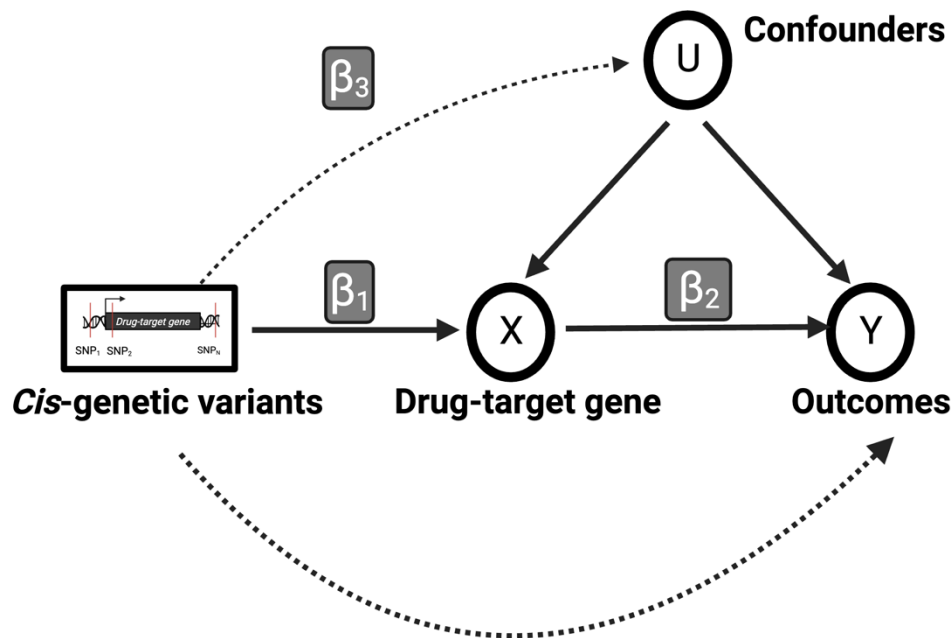 Confounders
U
β3
β1
β2
Drug-target gene
SNP1 SNP2 SNPN
X
Y
Cis-genetic variants
Drug-target gene
Outcomes